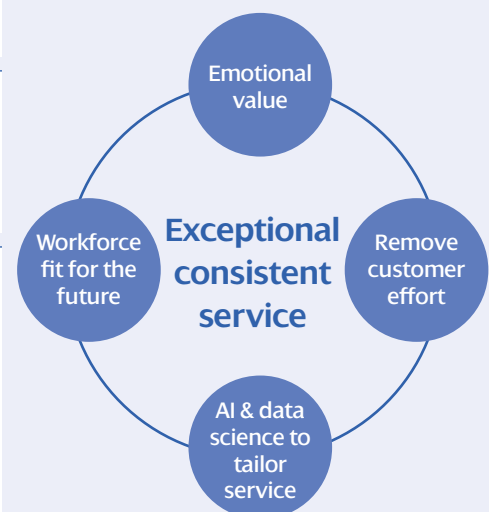 Emotional
value
Workforce
fit for the
future
Exceptional
consistent
service
Remove
customer
effort
AI & data
science to
tailor
service